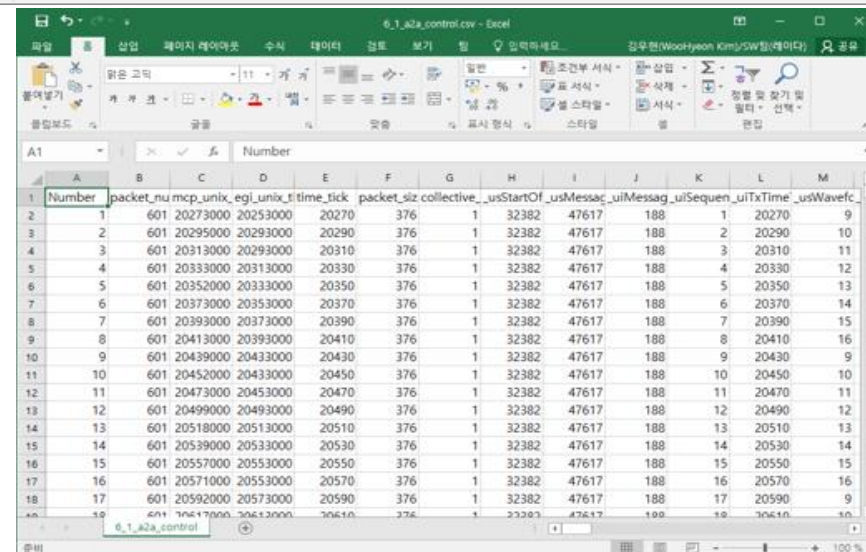 6_1_a2a_control.csv - Excel
파일 홈 삽입 페이지 레이아웃 수식 데이터 검토 보기 팀 김우현(WooHyeon Kim)/SW팀(레이다) 공유
붙여넣기 맑은 고딕 11 일반 조건부 서식 삽입
표 서식 삭제 정렬 및 찾기 및
셀 스타일 서식 필터 선택
클립보드 글꼴 맞춤 표시 형식 스타일 셀 편집
A1 Number
A B C D E F G H I J K L M
1 Number packet_nu mcp_unix_ egi_unix_t time_tick packet_siz collective_ _usStartOf _usMessag _uiMessag _uiSequen _uiTxTime _usWavefc
2 1 601 20273000 20253000 20270 376 1 32382 47617 188 1 20270 9
3 2 601 20295000 20293000 20290 376 1 32382 47617 188 2 20290 10
4 3 601 20313000 20293000 20310 376 1 32382 47617 188 3 20310 11
5 4 601 20333000 20313000 20330 376 1 32382 47617 188 4 20330 12
6 5 601 20352000 20333000 20350 376 1 32382 47617 188 5 20350 13
7 6 601 20373000 20353000 20370 376 1 32382 47617 188 6 20370 14
8 7 601 20393000 20373000 20390 376 1 32382 47617 188 7 20390 15
9 8 601 20413000 20393000 20410 376 1 32382 47617 188 8 20410 16
10 9 601 20439000 20433000 20430 376 1 32382 47617 188 9 20430 9
11 10 601 20452000 20433000 20450 376 1 32382 47617 188 10 20450 10
12 11 601 20473000 20453000 20470 376 1 32382 47617 188 11 20470 11
13 12 601 20499000 20493000 20490 376 1 32382 47617 188 12 20490 12
14 13 601 20518000 20513000 20510 376 1 32382 47617 188 13 20510 13
15 14 601 20539000 20533000 20530 376 1 32382 47617 188 14 20530 14
16 15 601 20557000 20553000 20550 376 1 32382 47617 188 15 20550 15
17 16 601 20571000 20553000 20570 376 1 32382 47617 188 16 20570 16
18 17 601 20592000 20573000 20590 376 1 32382 47617 188 17 20590 9
6_1_a2a_control
준비 100 %